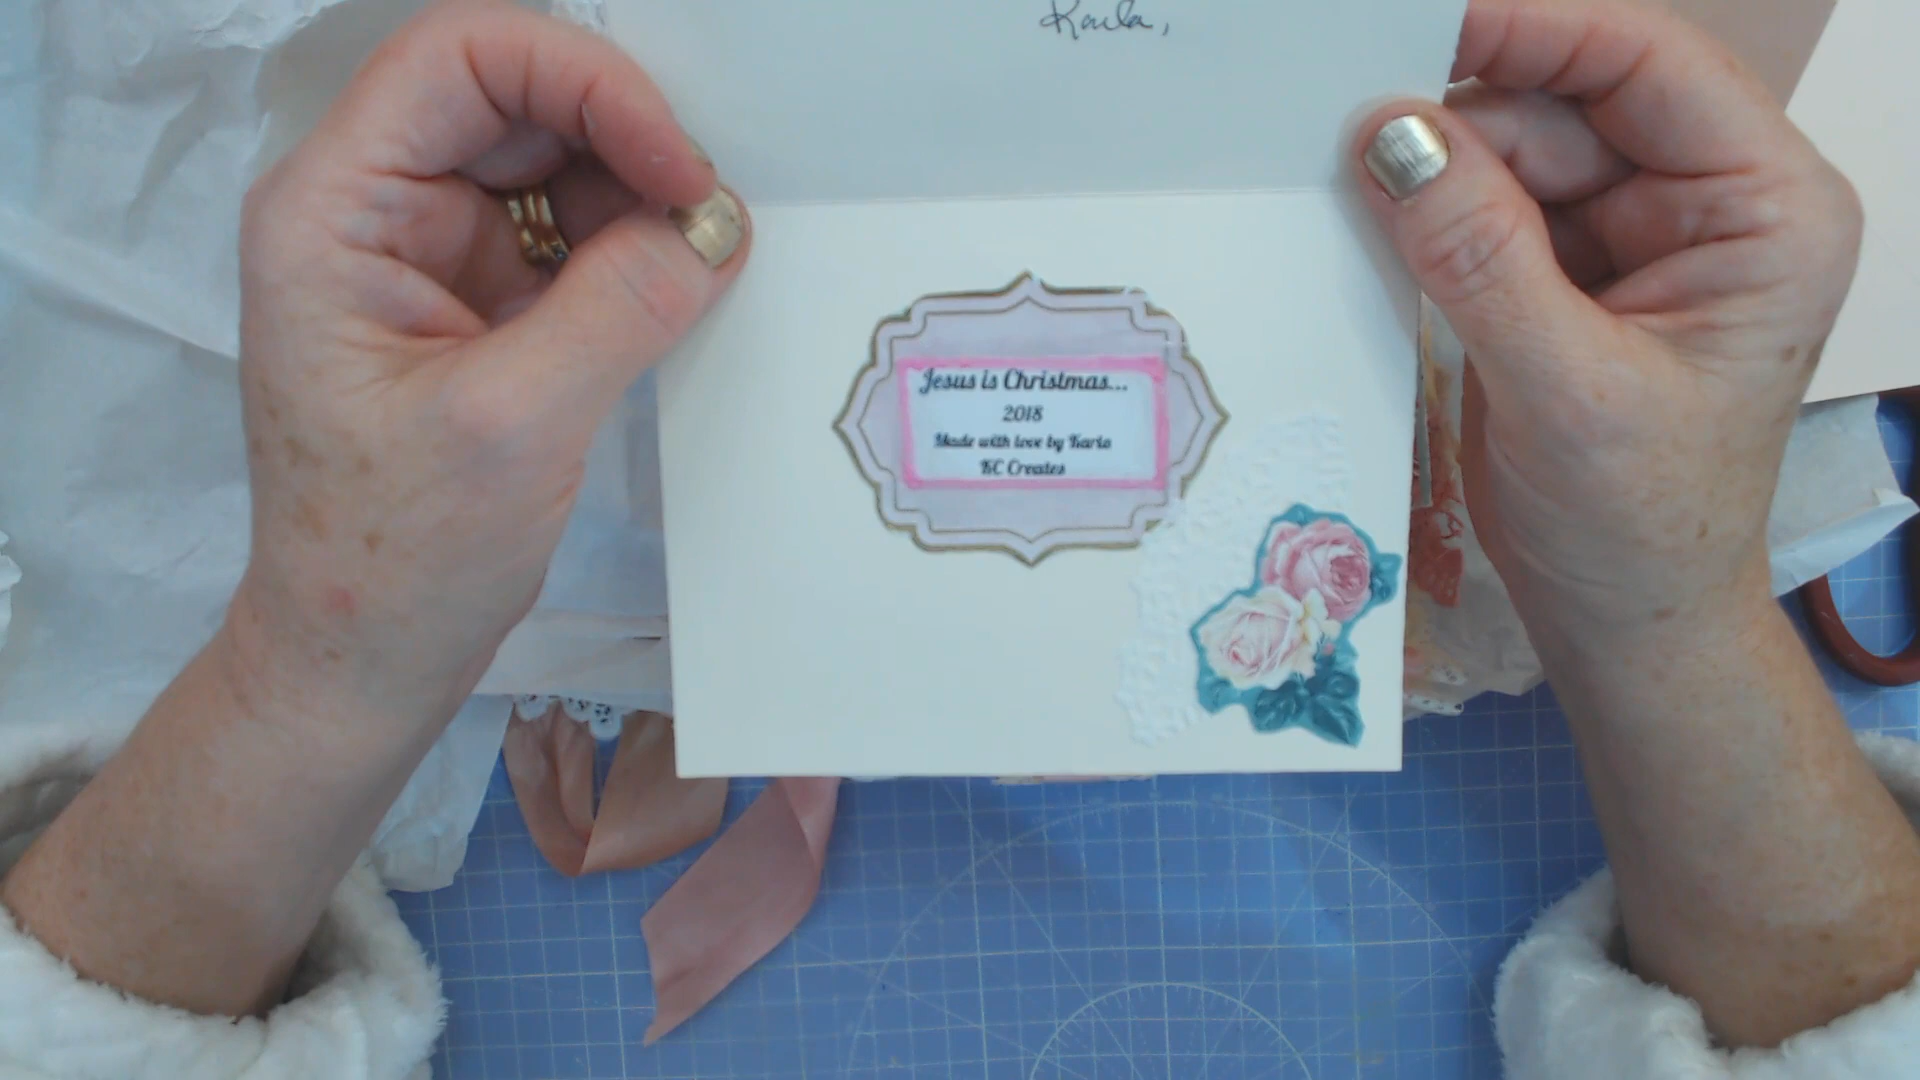 Karla,
Jesus is Christmas...
2018
Made with love by Karla
KC Creates